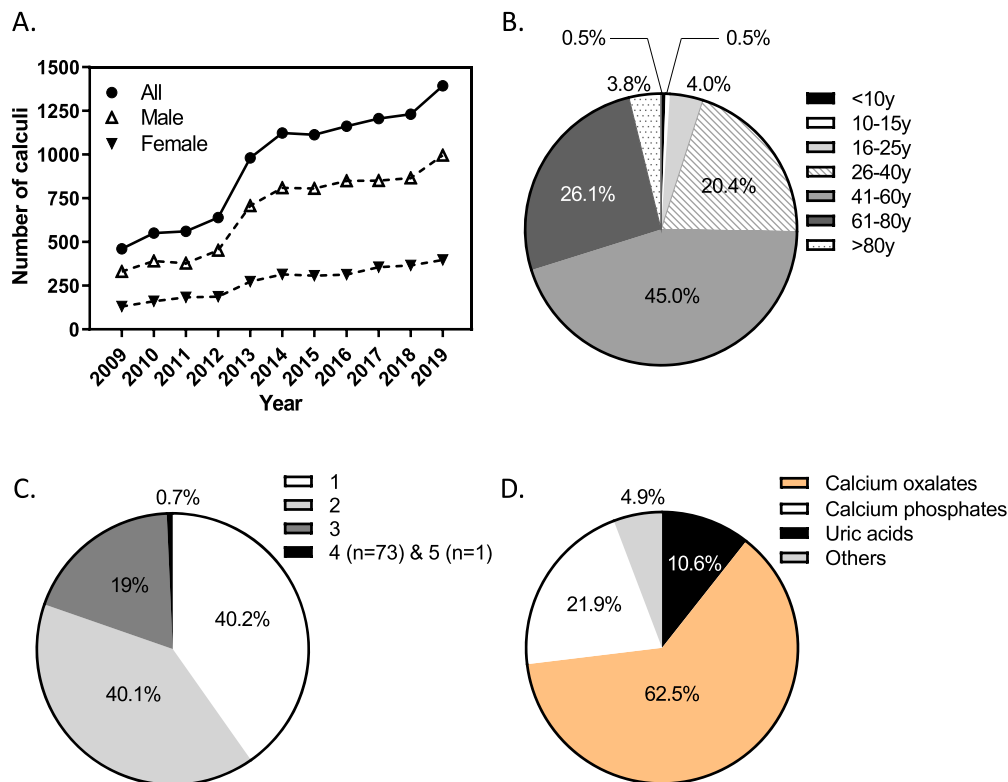 A.
Number of calculi
1500
1250
1000
750
500
250
0
All
Male
Female
2009
2010
2011
2012
2013
2014
2015
2016
2017
2018
2019
Year
B.
0.5%
0.5%
3.8%
4.0%
20.4%
26.1%
45.0%
<10y
10-15y
16-25y
26-40y
41-60y
61-80y
>80y
C.
0.7%
19%
40.2%
40.1%
1
2
3
4 (n=73) & 5 (n=1)
D.
4.9%
10.6%
21.9%
62.5%
Calcium oxalates
Calcium phosphates
Uric acids
Others